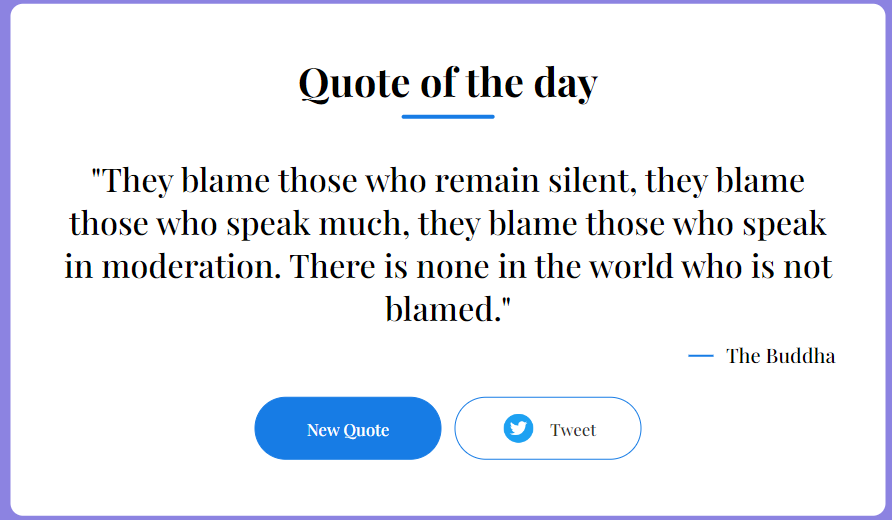 Quote of the day
"They blame those who remain silent, they blame
those who speak much, they blame those who speak
in moderation. There is none in the world who is not
blamed."
The Buddha
New Quote
Tweet